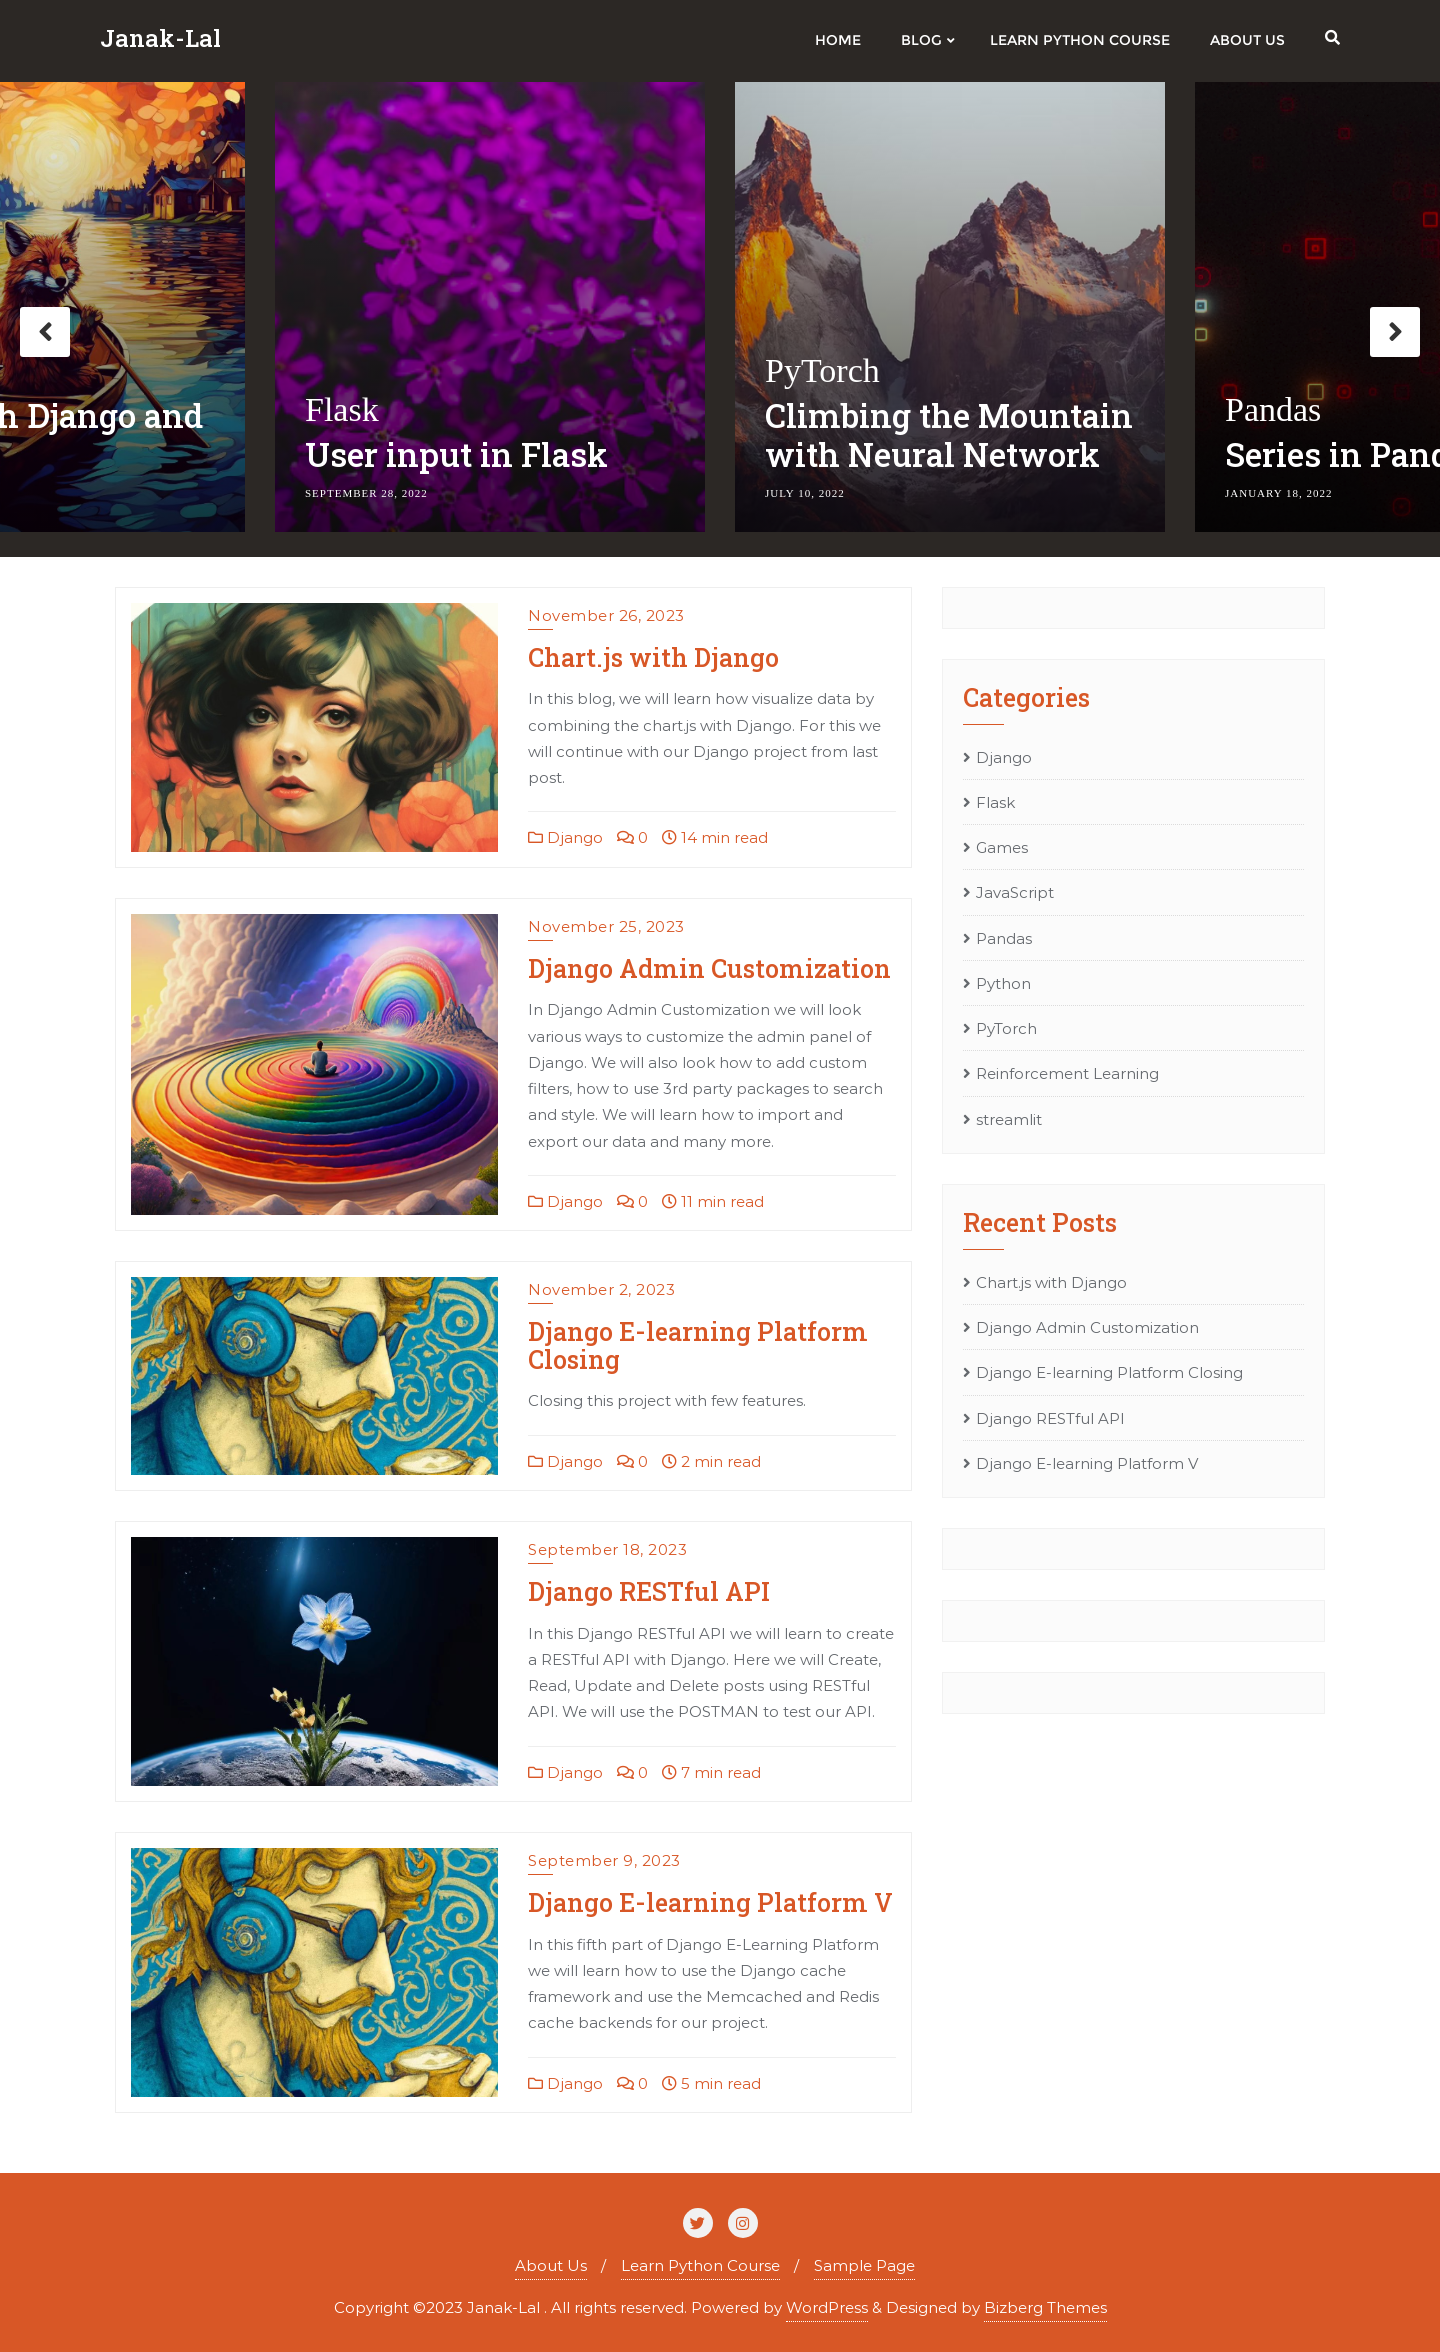 Janak-Lal
HOME
BLOG
LEARN PYTHON COURSE
ABOUT US
Django and
Flask
User input in Flask
SEPTEMBER 28, 2022
PyTorch
Climbing the Mountain
with Neural Network
JULY 10, 2022
Pandas
Series in
JANUARY 18, 2022
November 26, 2023
Chart.js with Django
In this blog, we will learn how visualize data by
combining the chart.js with Django. For this we
will continue with our Django project from last
post.
Django 0 14 min read
November 25, 2023
Django Admin Customization
In Django Admin Customization we will look
various ways to customize the admin panel of
Django. We will also look how to add custom
filters, how to use 3rd party packages to search
and style. We will learn how to import and
export our data and many more.
Django 0 11 min read
November 2, 2023
Django E-learning Platform
Closing
Closing this project with few features.
Django 0 2 min read
September 18, 2023
Django RESTful API
In this Django RESTful API we will learn to create
a RESTful API with Django. Here we will Create,
Read, Update and Delete posts using RESTful
API. We will use the POSTMAN to test our API.
Django 0 7 min read
September 9, 2023
Django E-learning Platform V
In this fifth part of Django E-Learning Platform
we will learn how to use the Django cache
framework and use the Memcached and Redis
cache backends for our project.
Django 0 5 min read
Categories
Django
Flask
Games
JavaScript
Pandas
Python
PyTorch
Reinforcement Learning
streamlit
Recent Posts
Chart.js with Django
Django Admin Customization
Django E-learning Platform Closing
Django RESTful API
Django E-learning Platform V
About Us / Learn Python Course / Sample Page
Copyright ©2023 Janak-Lal . All rights reserved. Powered by WordPress & Designed by Bizberg Themes